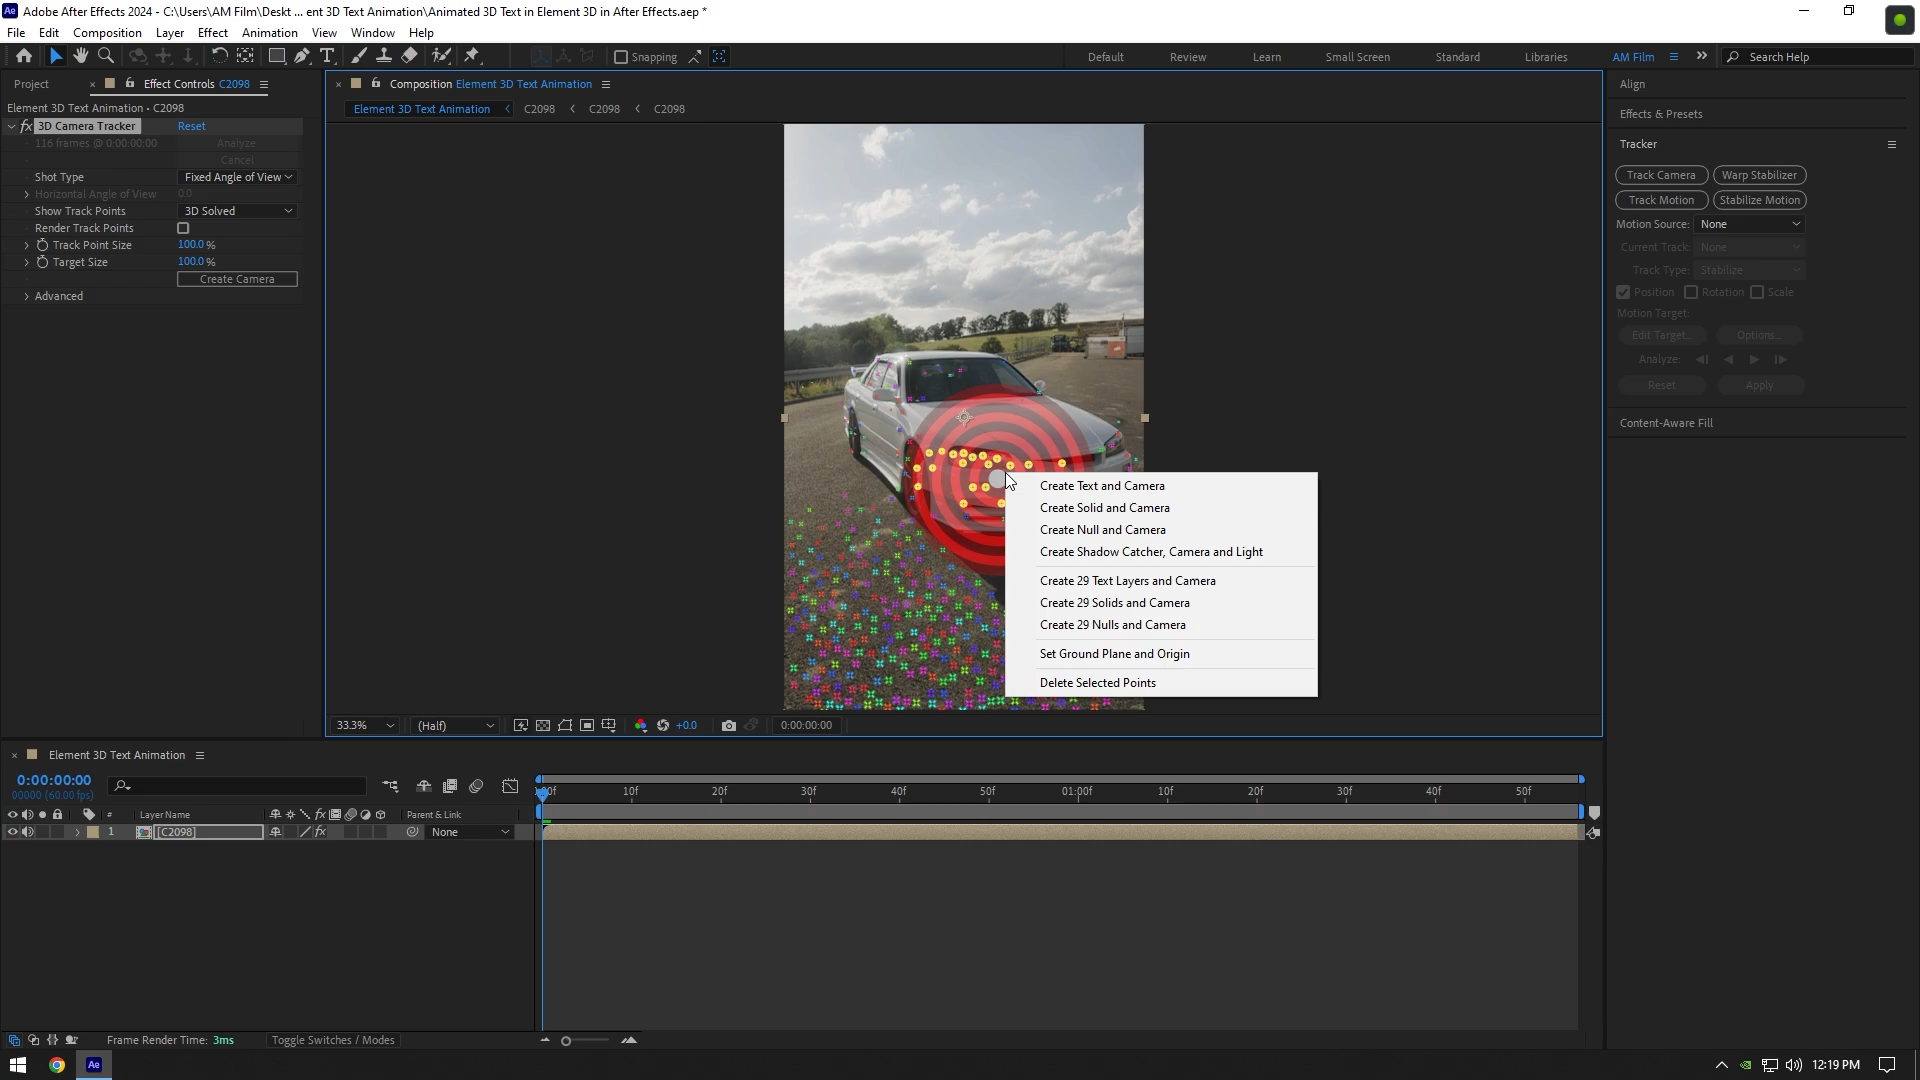 Adobe After Effects 2024 - C:\Users\AM Film\Deskt ... ent 3D Text Animation\Animated 3D Text in Element 3D in After Effects.aep *
File Edit Composition Layer Effect Animation View Window Help
Snapping Default Review Learn Small Screen Standard Libraries AM Film Search Help
Project Effect Controls C2098
Element 3D Text Animation • C2098
3D Camera Tracker Reset
116 frames @ 0:00:00:00 Analyze
Cancel
Shot Type Fixed Angle of View
Horizontal Angle of View 0.0
Show Track Points 3D Solved
Render Track Points
Track Point Size 100.0 %
Target Size 100.0 %
Create Camera
Advanced
Composition Element 3D Text Animation
Element 3D Text Animation C2098 C2098 C2098
Create Text and Camera
Create Solid and Camera
Create Null and Camera
Create Shadow Catcher, Camera and Light
Create 29 Text Layers and Camera
Create 29 Solids and Camera
Create 29 Nulls and Camera
Set Ground Plane and Origin
Delete Selected Points
33.3% (Half) +0.0 0:00:00:00
Align
Effects & Presets
Tracker
Track Camera Warp Stabilizer
Track Motion Stabilize Motion
Motion Source: None
Current Track: None
Track Type: Stabilize
Position Rotation Scale
Motion Target:
Edit Target... Options...
Analyze:
Reset Apply
Content-Aware Fill
Element 3D Text Animation
0:00:00:00
00000 (60.00 fps)
10f 20f 30f 40f 50f 01:00f 10f 20f 30f 40f 50f
# Layer Name Parent & Link
1 [C2098] None
Frame Render Time: 3ms Toggle Switches / Modes
Ae 12:19 PM